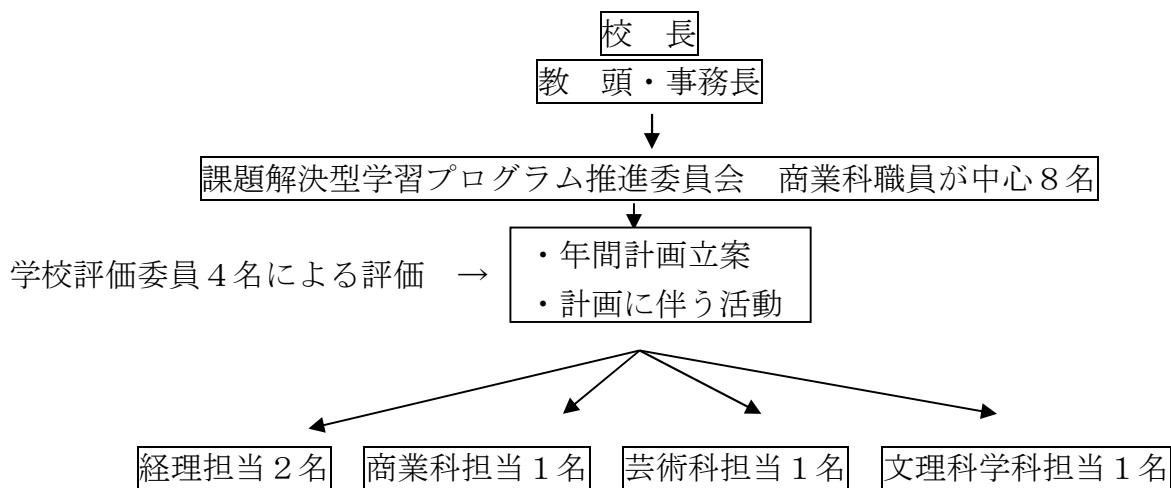 校　長
教　頭・事務長
課題解決型学習プログラム推進委員会　商業科職員が中心８名
学校評価委員４名による評価　→
・年間計画立案
・計画に伴う活動
経理担当２名
商業科担当１名
芸術科担当１名
文理科学科担当１名